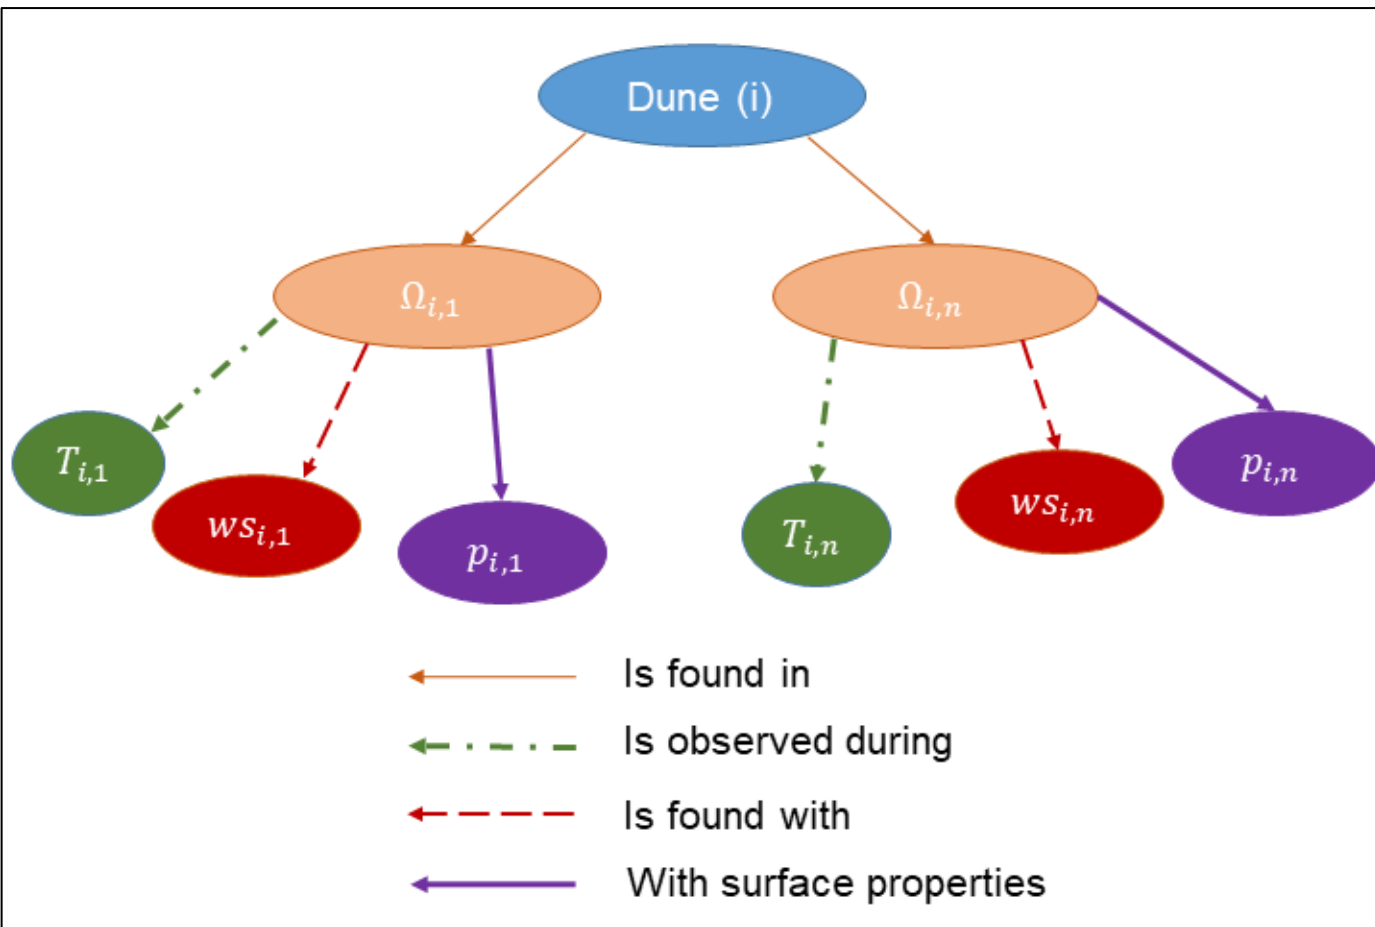 Dune (i)
Ω_{i,1}
Ω_{i,n}
T_{i,1}
ws_{i,1}
p_{i,1}
T_{i,n}
ws_{i,n}
p_{i,n}
Is found in
Is observed during
Is found with
With surface properties